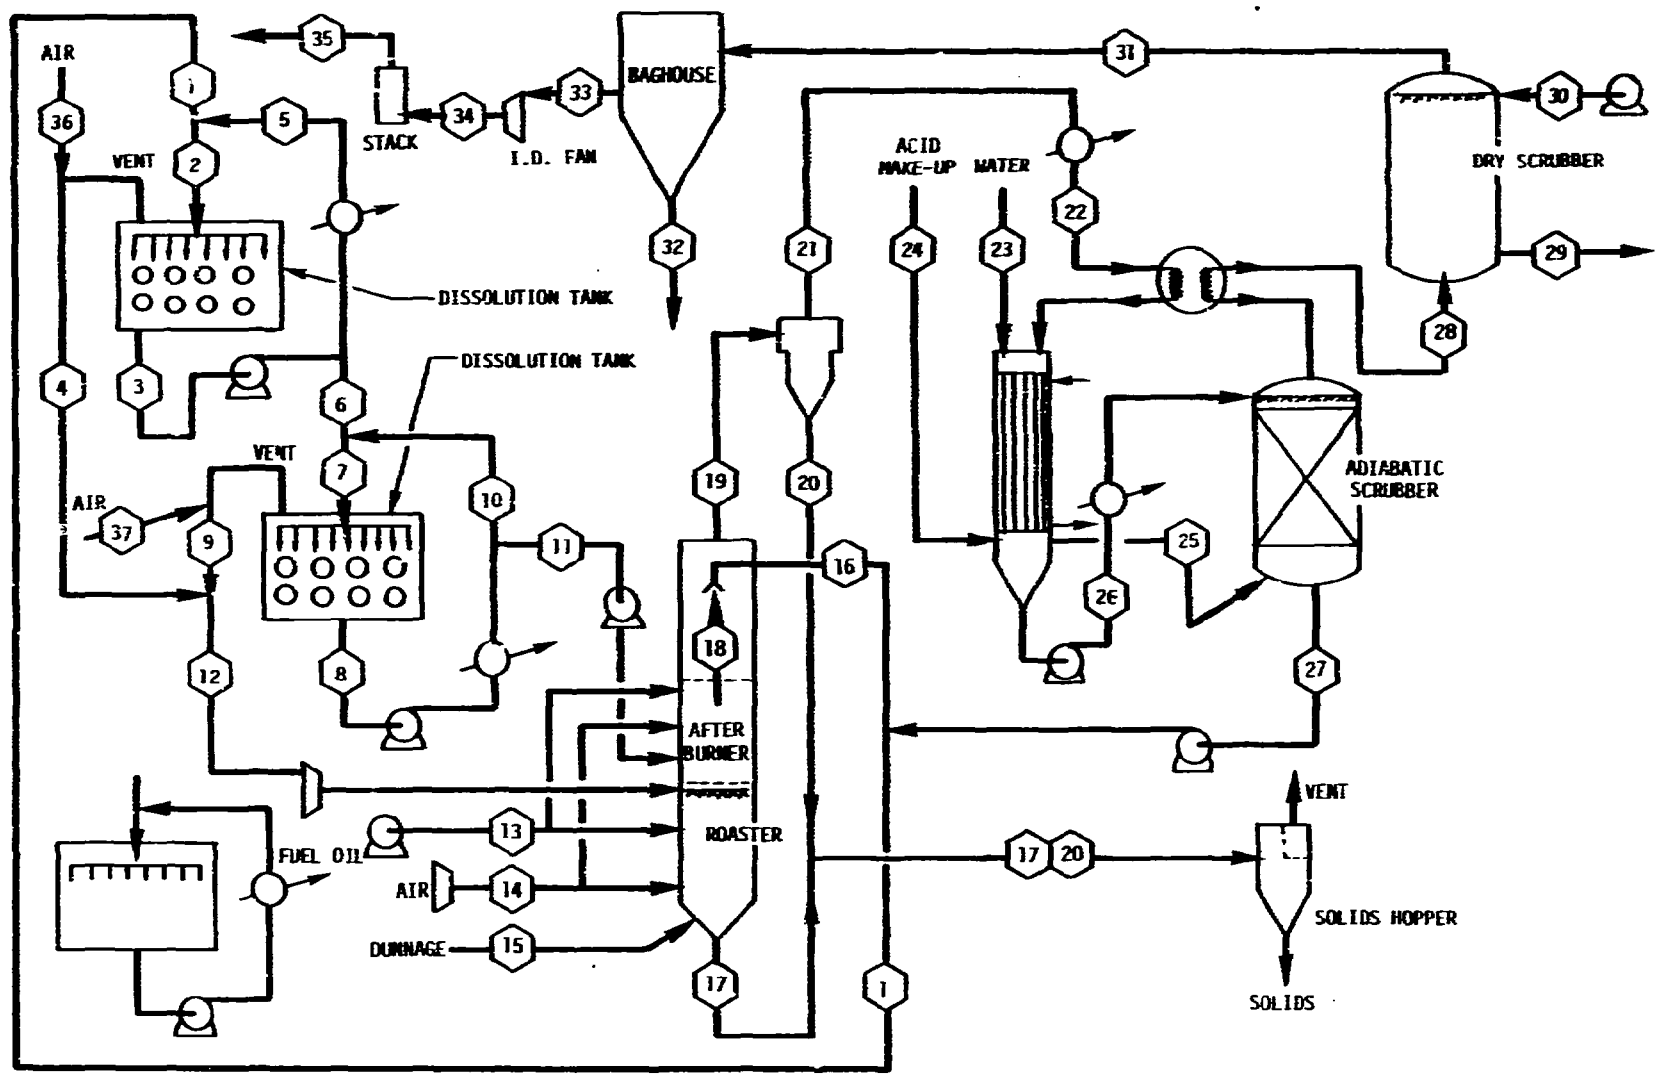 35
31
AIR
BAGHOUSE
1
33
30
36
5
34
STACK
I.D. FAN
ACID
MAKE-UP
WATER
DRY SCRUBBER
VENT
2
22
32
21
24
23
29
DISSOLUTION TANK
28
DISSOLUTION TANK
4
3
6
VENT
7
19
20
ADIABATIC
SCRUBBER
10
AIR
37
9
11
25
16
26
18
12
8
27
AFTER
BURNER
VENT
13
ROASTER
FUEL OIL
17
20
AIR
14
SOLIDS HOPPER
DUNNAGE
15
17
1
SOLIDS